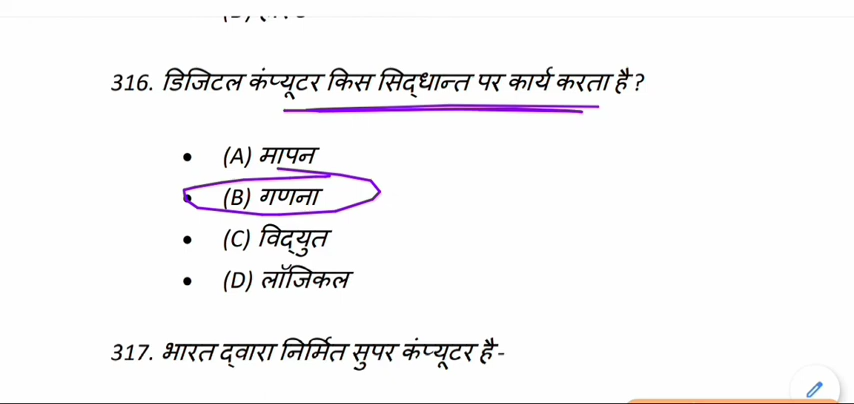 316. डिजिटल कंप्यूटर किस सिद्धान्त पर कार्य करता है?
• (A) मापन
• (B) गणना
• (C) विद्युत
• (D) लॉजिकल
317. भारत द्वारा निर्मित सुपर कंप्यूटर है-